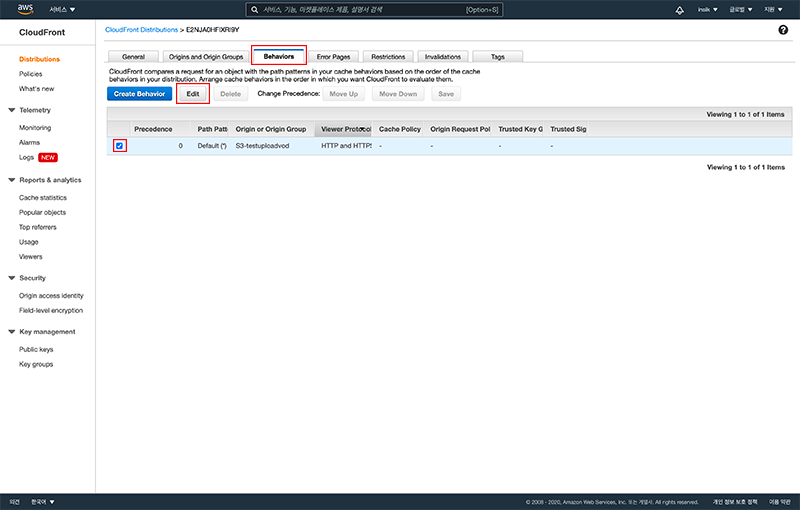 aws 서비스 서비스, 기능, 마켓플레이스 제품, 설명서 검색 [Option+S] insik 글로벌 지원
CloudFront
CloudFront Distributions > E2NJA0HFIXRI9Y
Distributions
Policies
What's new
Telemetry
Monitoring
Alarms
Logs NEW
Reports & analytics
Cache statistics
Popular objects
Top referrers
Usage
Viewers
Security
Origin access identity
Field-level encryption
Key management
Public keys
Key groups
General Origins and Origin Groups Behaviors Error Pages Restrictions Invalidations Tags
CloudFront compares a request for an object with the path patterns in your cache behaviors based on the order of the cache
behaviors in your distribution. Arrange cache behaviors in the order in which you want CloudFront to evaluate them.
Create Behavior Edit Delete Change Precedence: Move Up Move Down Save
Viewing 1 to 1 of 1 Items
Precedence Path Patt Origin or Origin Group Viewer Protocol Cache Policy Origin Request Pol Trusted Key G Trusted Sig
0 Default (*) S3-testuploadvod HTTP and HTTPS - - - -
Viewing 1 to 1 of 1 Items
의견 한국어 © 2008 - 2020, Amazon Web Services, Inc. 또는 계열사. All rights reserved. 개인 정보 보호 정책 이용 약관